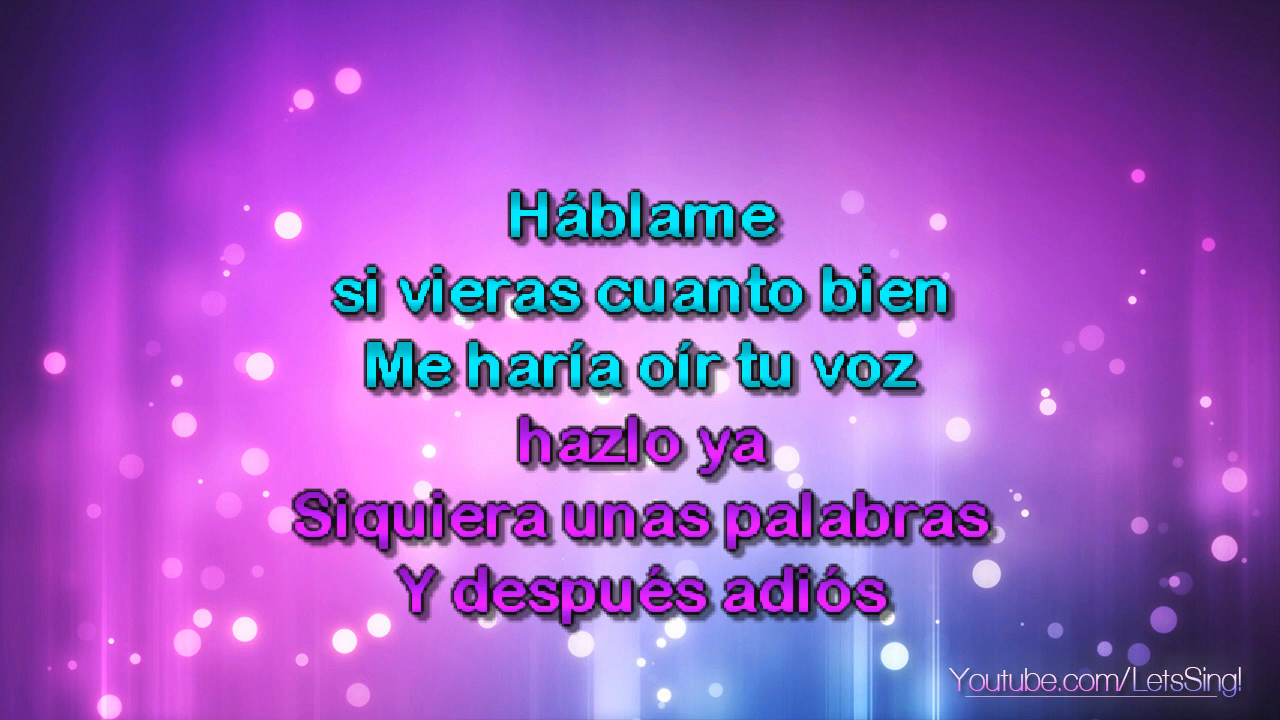 Háblame
si vieras cuanto bien
Me haría oír tu voz
hazlo ya
Siquiera unas palabras
Y después adiós
Youtube.com/LetsSing!